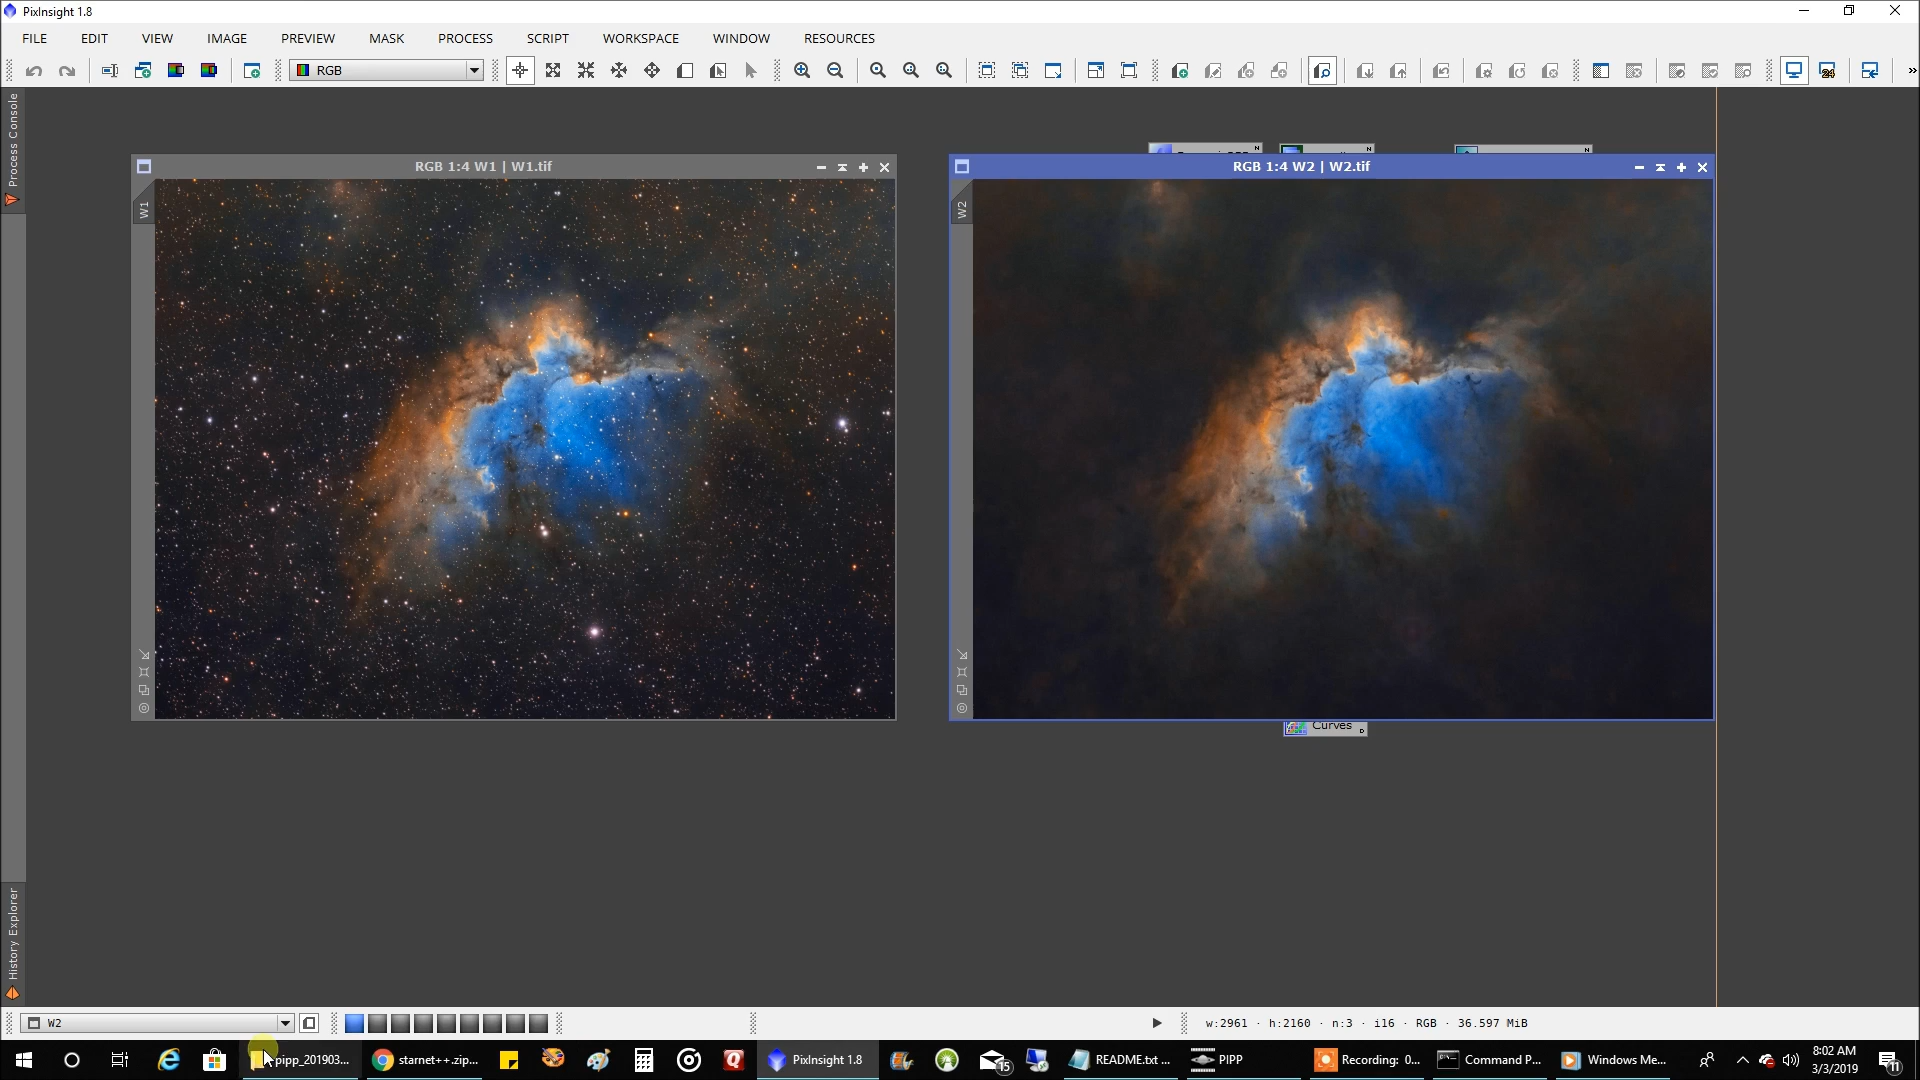 PixInsight 1.8
FILE EDIT VIEW IMAGE PREVIEW MASK PROCESS SCRIPT WORKSPACE WINDOW RESOURCES
RGB
24
Process Console
N N N
RGB 1:4 W1 | W1.tif
RGB 1:4 W2 | W2.tif
W1
W2
Curves D
History Explorer
W2
w:2961 · h:2160 · n:3 · i16 · RGB · 36.597 MiB
pipp_201903...
starnet++.zip...
PixInsight 1.8
15
README.txt ...
PIPP
Recording: 0...
Command P...
Windows Me...
8:02 AM
3/3/2019
11